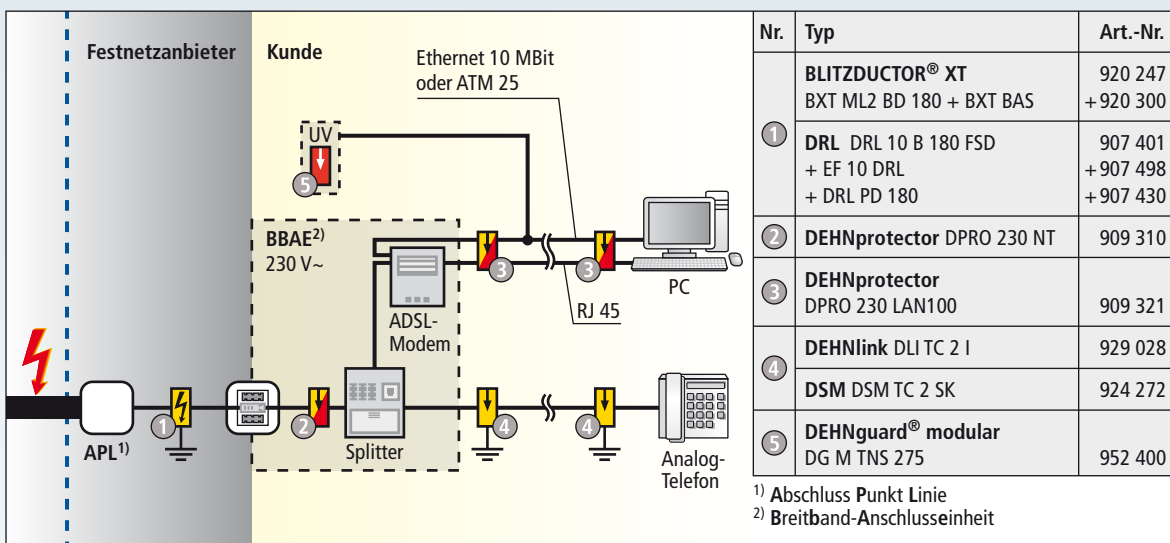 Festnetzanbieter
Kunde
Ethernet 10 MBit
oder ATM 25
UV
5
BBAE2)
230 V~
ADSL-
Modem
3
3
RJ 45
PC
APL1)
1
2
Splitter
4
4
Analog-
Telefon
Nr. Typ Art.-Nr.
1
BLITZDUCTOR® XT 920 247
BXT ML2 BD 180 + BXT BAS +920 300
DRL DRL 10 B 180 FSD 907 401
+ EF 10 DRL +907 498
+ DRL PD 180 +907 430
2 DEHNprotector DPRO 230 NT 909 310
3 DEHNprotector
DPRO 230 LAN100 909 321
4
DEHNlink DLI TC 2 I 929 028
DSM DSM TC 2 SK 924 272
5 DEHNguard® modular
DG M TNS 275 952 400
1) Abschluss Punkt Linie
2) Breitband-Anschlusseinheit